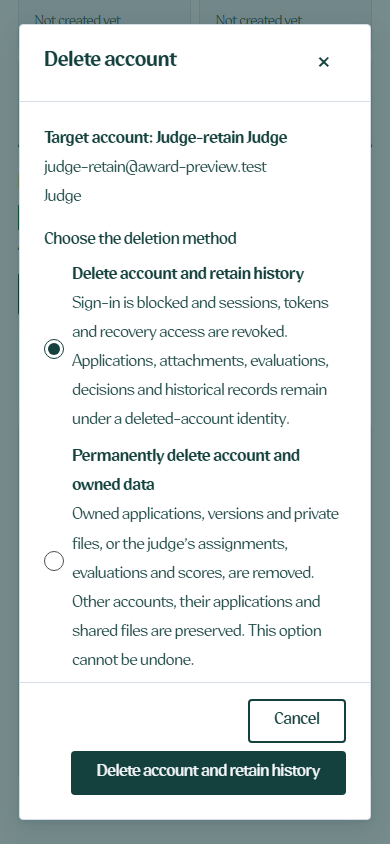 Not created yet
Not created yet
Delete account
×
Target account: Judge-retain Judge
judge-retain@award-preview.test
Judge
Choose the deletion method
Delete account and retain history
Sign-in is blocked and sessions, tokens
and recovery access are revoked.
Applications, attachments, evaluations,
decisions and historical records remain
under a deleted-account identity.
Permanently delete account and
owned data
Owned applications, versions and private
files, or the judge's assignments,
evaluations and scores, are removed.
Other accounts, their applications and
shared files are preserved. This option
cannot be undone.
Cancel
Delete account and retain history